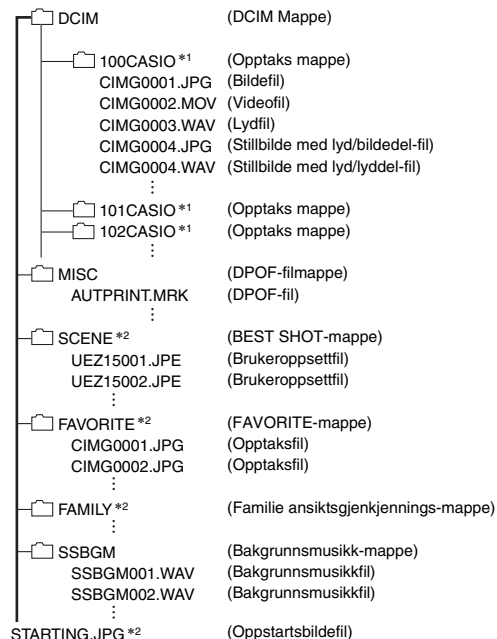 DCIM (DCIM Mappe)
100CASIO *1 (Opptaks mappe)
CIMG0001.JPG (Bildefil)
CIMG0002.MOV (Videofil)
CIMG0003.WAV (Lydfil)
CIMG0004.JPG (Stillbilde med lyd/bildedel-fil)
CIMG0004.WAV (Stillbilde med lyd/lyddel-fil)
101CASIO *1 (Opptaks mappe)
102CASIO *1 (Opptaks mappe)
MISC (DPOF-filmappe)
AUTPRINT.MRK (DPOF-fil)
SCENE *2 (BEST SHOT-mappe)
UEZ15001.JPE (Brukeroppsettfil)
UEZ15002.JPE (Brukeroppsettfil)
FAVORITE *2 (FAVORITE-mappe)
CIMG0001.JPG (Opptaksfil)
CIMG0002.JPG (Opptaksfil)
FAMILY *2 (Familie ansiktsgjenkjennings-mappe)
SSBGM (Bakgrunnsmusikk-mappe)
SSBGM001.WAV (Bakgrunnsmusikkfil)
SSBGM002.WAV (Bakgrunnsmusikkfil)
STARTING.JPG *2 (Oppstartsbildefil)